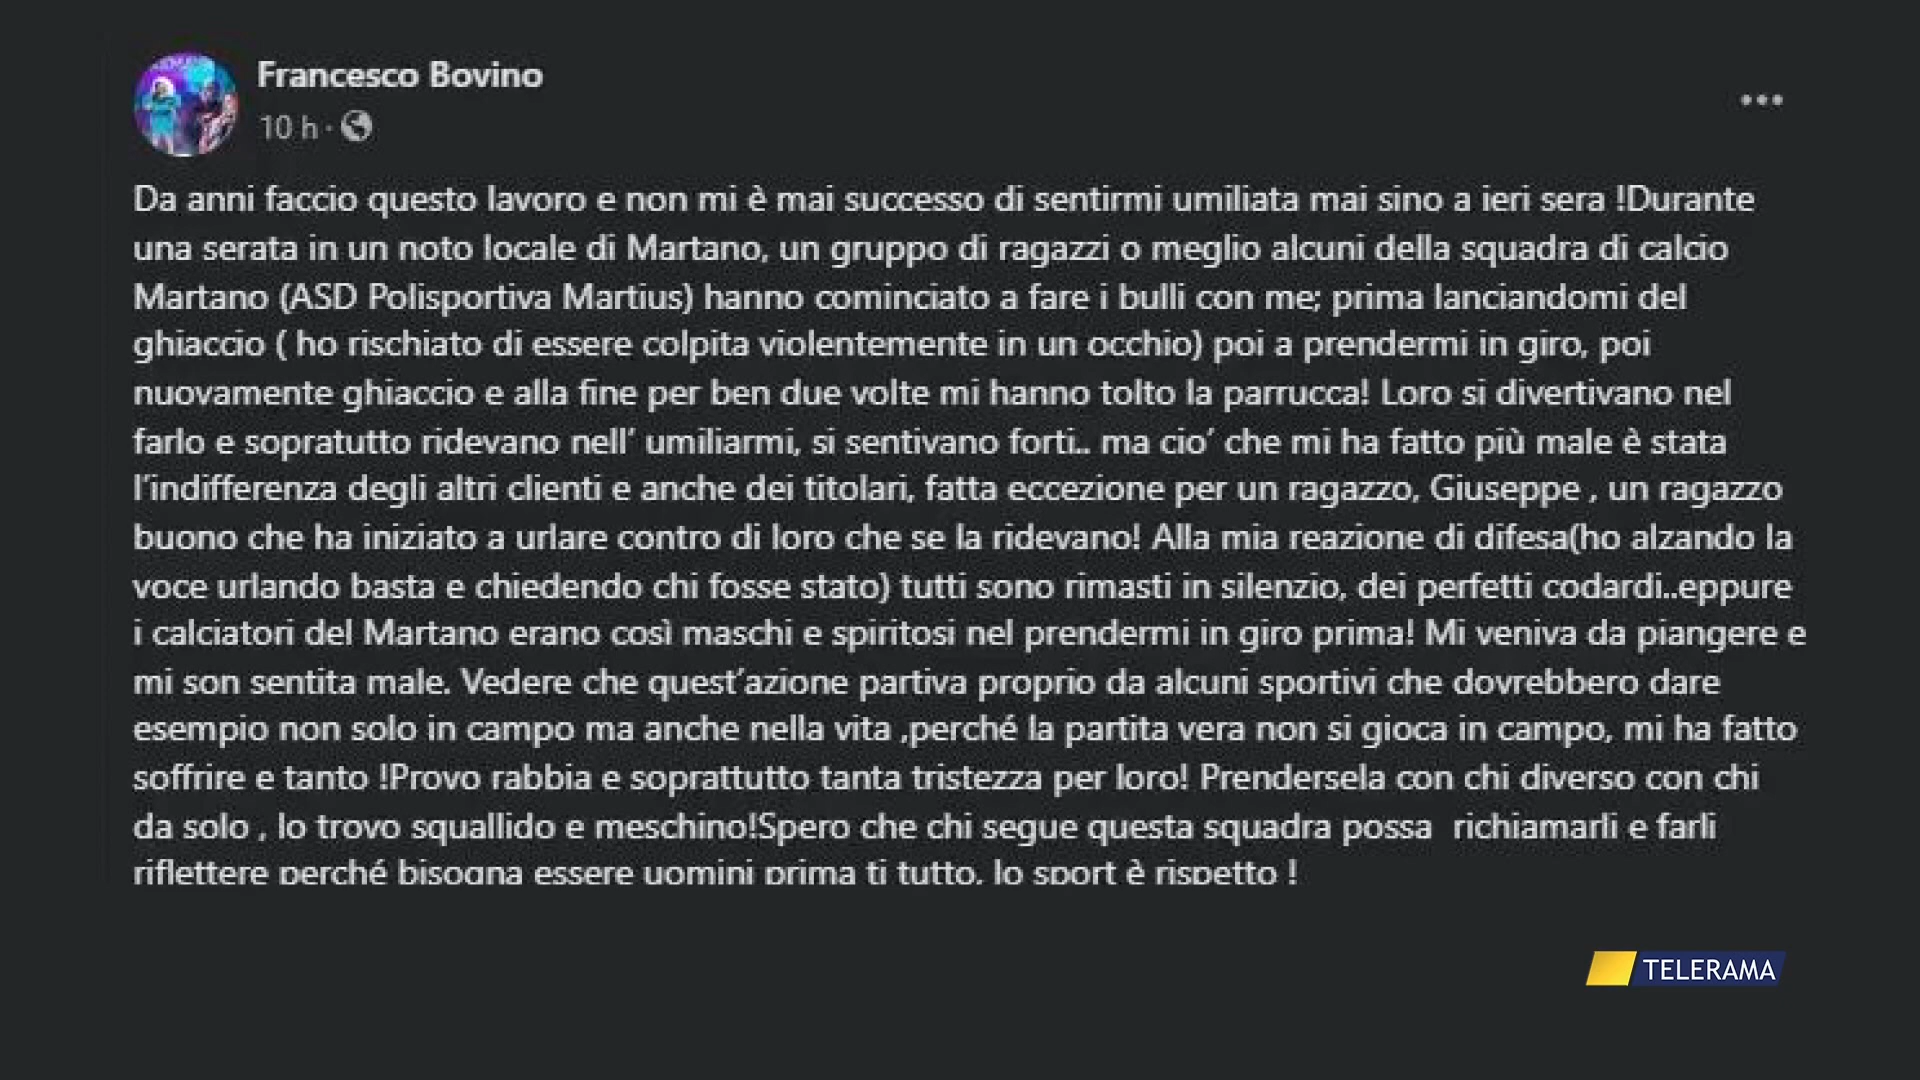 Francesco Bovino
10 h ·
Da anni faccio questo lavoro e non mi è mai successo di sentirmi umiliata mai sino a ieri sera !Durante
una serata in un noto locale di Martano, un gruppo di ragazzi o meglio alcuni della squadra di calcio
Martano (ASD Polisportiva Martius) hanno cominciato a fare i bulli con me; prima lanciandomi del
ghiaccio ( ho rischiato di essere colpita violentemente in un occhio) poi a prendermi in giro, poi
nuovamente ghiaccio e alla fine per ben due volte mi hanno tolto la parrucca! Loro si divertivano nel
farlo e sopratutto ridevano nell’ umiliarmi, si sentivano forti.. ma cio’ che mi ha fatto più male è stata
l’indifferenza degli altri clienti e anche dei titolari, fatta eccezione per un ragazzo, Giuseppe , un ragazzo
buono che ha iniziato a urlare contro di loro che se la ridevano! Alla mia reazione di difesa(ho alzando la
voce urlando basta e chiedendo chi fosse stato) tutti sono rimasti in silenzio, dei perfetti codardi..eppure
i calciatori del Martano erano così maschi e spiritosi nel prendermi in giro prima! Mi veniva da piangere e
mi son sentita male. Vedere che quest’azione partiva proprio da alcuni sportivi che dovrebbero dare
esempio non solo in campo ma anche nella vita ,perché la partita vera non si gioca in campo, mi ha fatto
soffrire e tanto !Provo rabbia e soprattutto tanta tristezza per loro! Prendersela con chi diverso con chi
da solo , lo trovo squallido e meschino!Spero che chi segue questa squadra possa  richiamarli e farli
riflettere perché bisogna essere uomini prima ti tutto, lo sport è rispetto !
TELERAMA